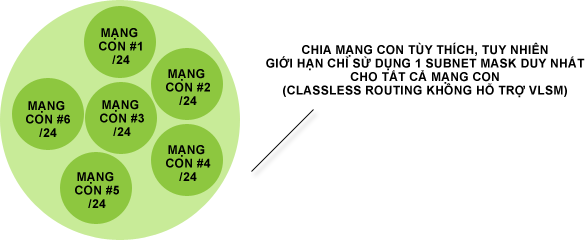 MẠNG
CON #1
/24
MẠNG
CON #2
/24
MẠNG
CON #3
/24
MẠNG
CON #6
/24
MẠNG
CON #4
/24
MẠNG
CON #5
/24
CHIA MẠNG CON TÙY THÍCH, TUY NHIÊN
GIỚI HẠN CHỈ SỬ DỤNG 1 SUBNET MASK DUY NHẤT
CHO TẤT CẢ MẠNG CON
(CLASSLESS ROUTING KHÔNG HỖ TRỢ VLSM)